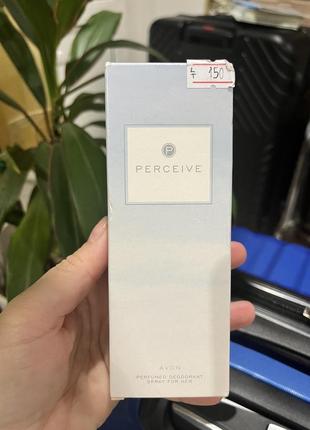 150
P
PERCEIVE
AVON
PERFUMED DEODORANT
SPRAY FOR HER